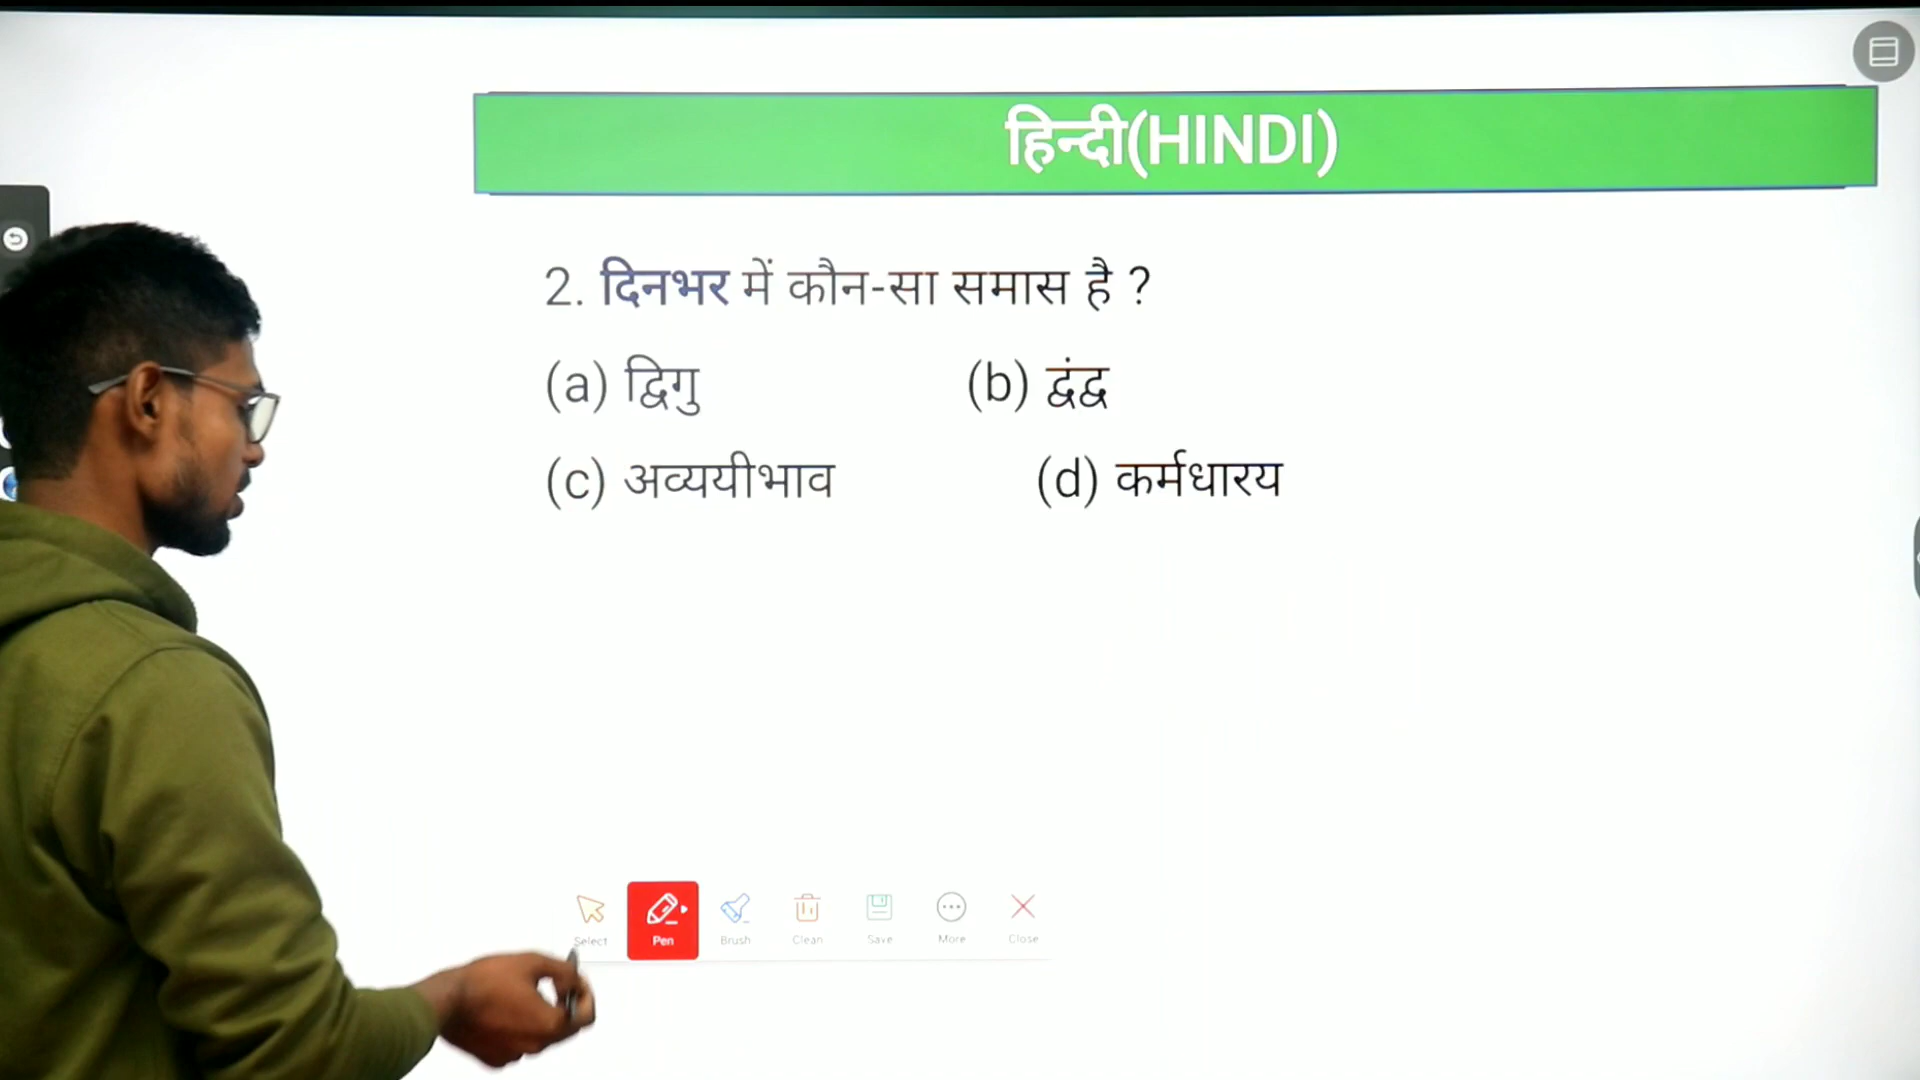 हिन्दी(HINDI)
2. दिनभर में कौन-सा समास है ?
(a) द्विगु (b) द्वंद्व
(c) अव्ययीभाव (d) कर्मधारय
Select Pen Brush Clean Save More Close